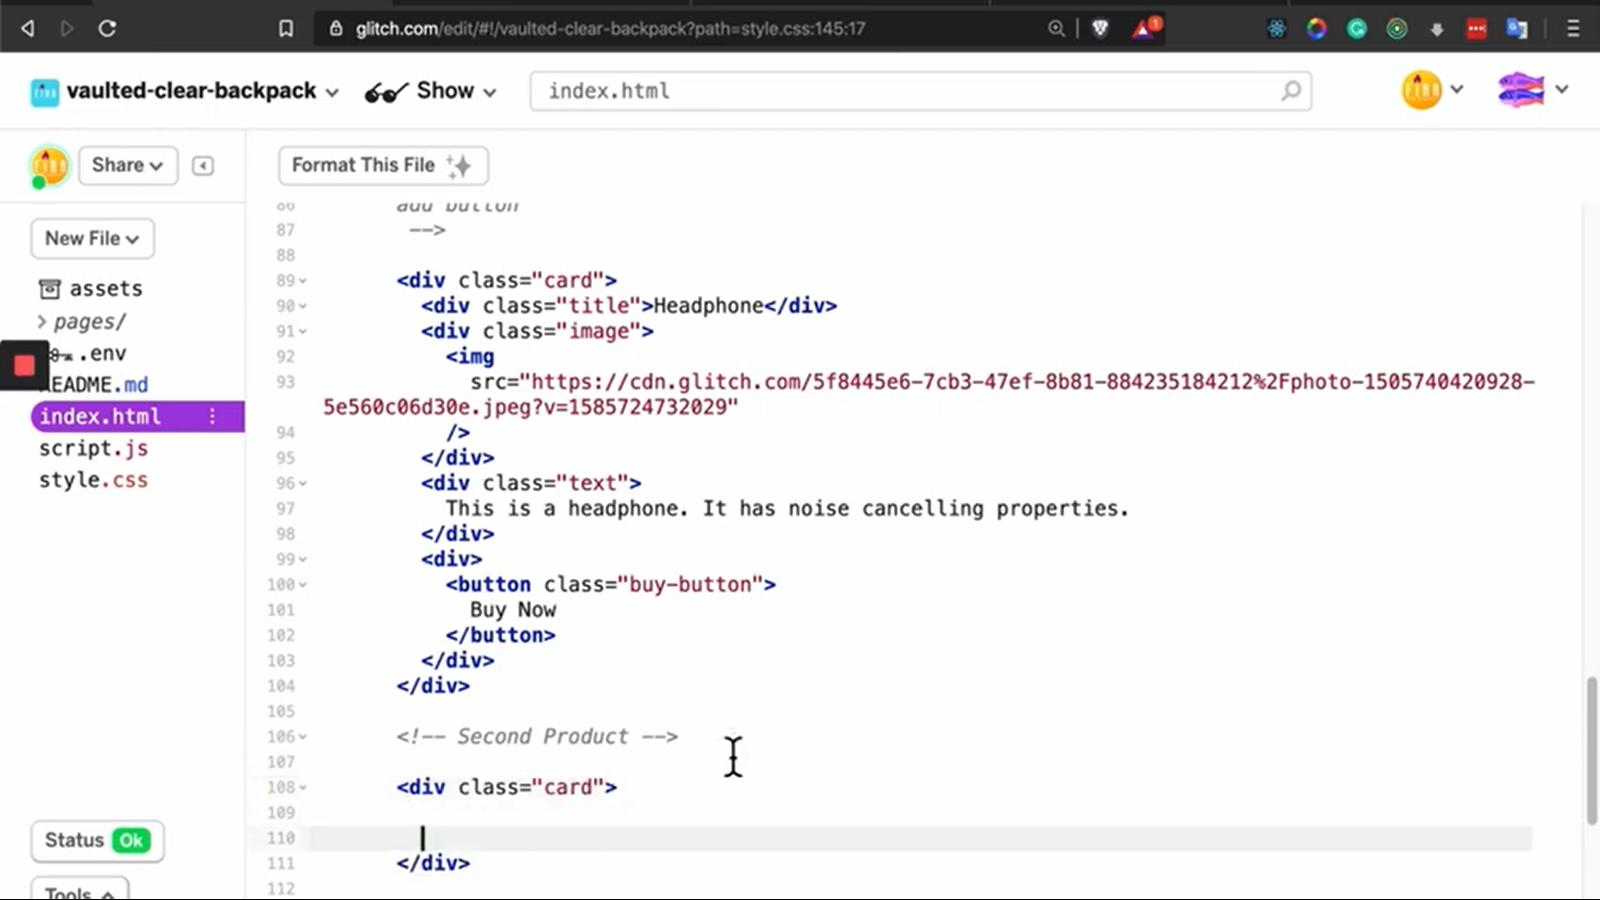 glitch.com/edit/#!/vaulted-clear-backpack?path=style.css:145:17
1
vaulted-clear-backpack
Show
index.html
Share
Format This File
New File
assets
pages/
.env
EADME.md
index.html
script.js
style.css
Status Ok
Tools
86 add button
87 -->
88
89 <div class="card">
90 <div class="title">Headphone</div>
91 <div class="image">
92 <img
93 src="https://cdn.glitch.com/5f8445e6-7cb3-47ef-8b81-884235184212%2Fphoto-1505740420928-
5e560c06d30e.jpeg?v=1585724732029"
94 />
95 </div>
96 <div class="text">
97 This is a headphone. It has noise cancelling properties.
98 </div>
99 <div>
100 <button class="buy-button">
101 Buy Now
102 </button>
103 </div>
104 </div>
105
106 <!-- Second Product -->
107
108 <div class="card">
109
110
111 </div>
112